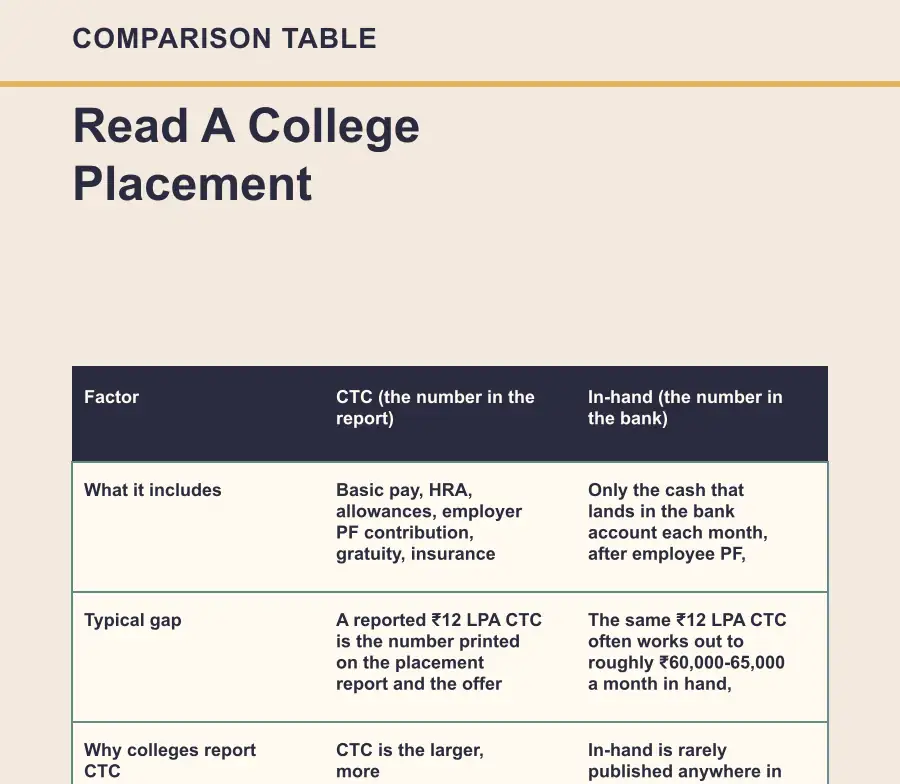 COMPARISON TABLE
Read A College
Placement
Factor
CTC (the number in the
report)
In-hand (the number in
the bank)
What it includes
Basic pay, HRA,
allowances, employer
PF contribution,
gratuity, insurance
Only the cash that
lands in the bank
account each month,
after employee PF,
Typical gap
A reported ₹12 LPA CTC
is the number printed
on the placement
report and the offer
The same ₹12 LPA CTC
often works out to
roughly ₹60,000-65,000
a month in hand,
Why colleges report
CTC
CTC is the larger,
more
In-hand is rarely
published anywhere in